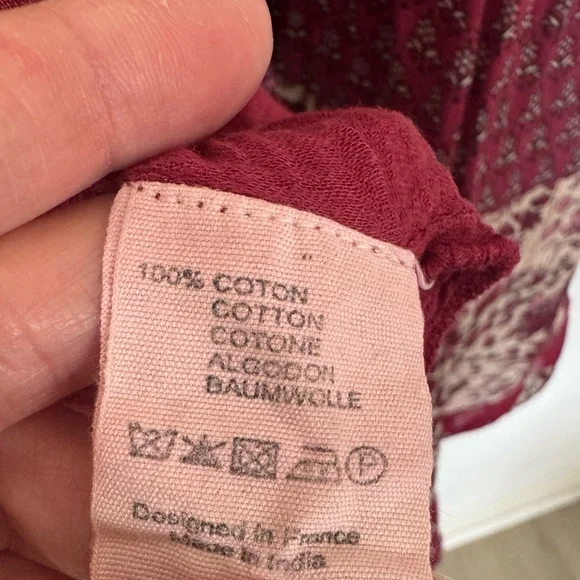 100% COTON
COTTON
COTONE
ALGODON
BAUMWOLLE
P
Designed in France
Made in India